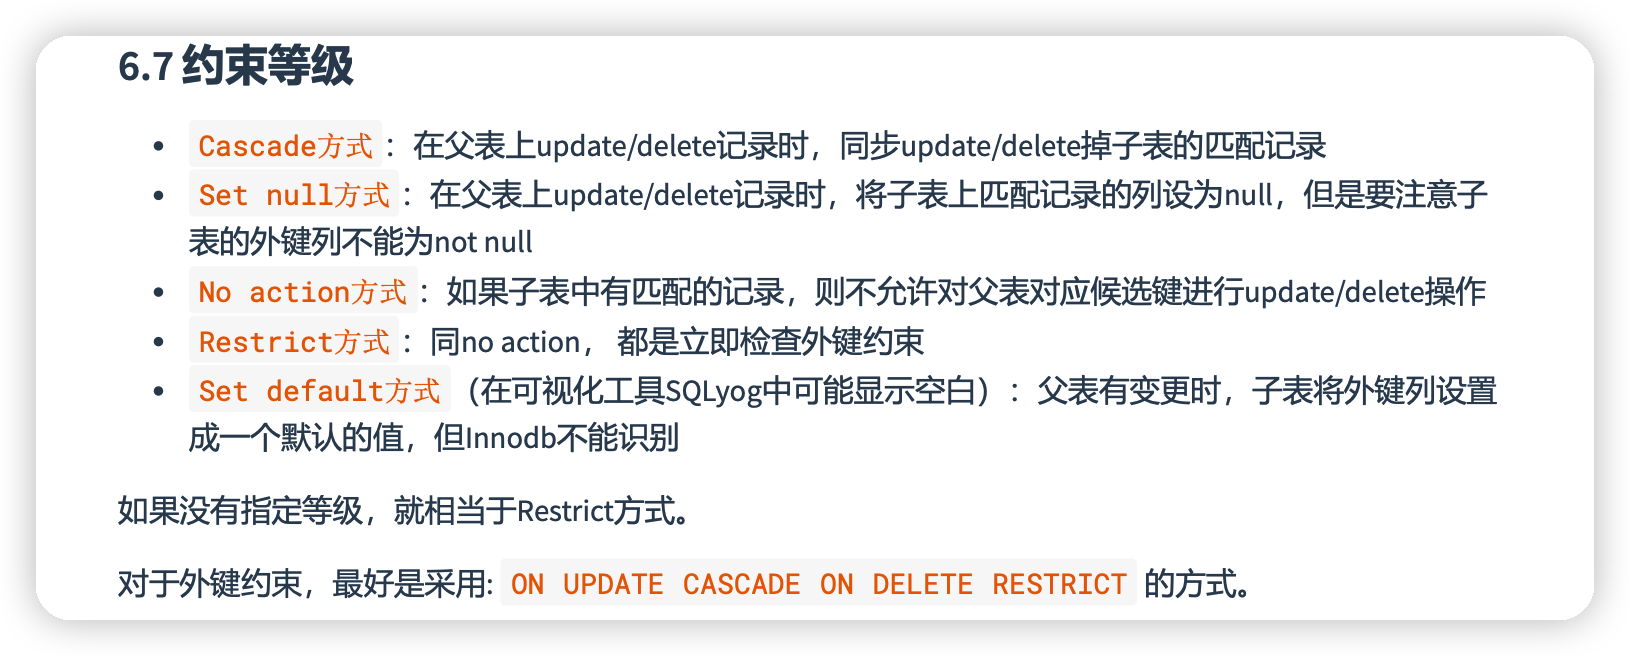 6.7 约束等级
• Cascade方式：在父表上update/delete记录时，同步update/delete掉子表的匹配记录
• Set null方式：在父表上update/delete记录时，将子表上匹配记录的列设为null，但是要注意子
表的外键列不能为not null
• No action方式：如果子表中有匹配的记录，则不允许对父表对应候选键进行update/delete操作
• Restrict方式：同no action， 都是立即检查外键约束
• Set default方式（在可视化工具SQLyog中可能显示空白）：父表有变更时，子表将外键列设置
成一个默认的值，但Innodb不能识别
如果没有指定等级，就相当于Restrict方式。
对于外键约束，最好是采用: ON UPDATE CASCADE ON DELETE RESTRICT 的方式。